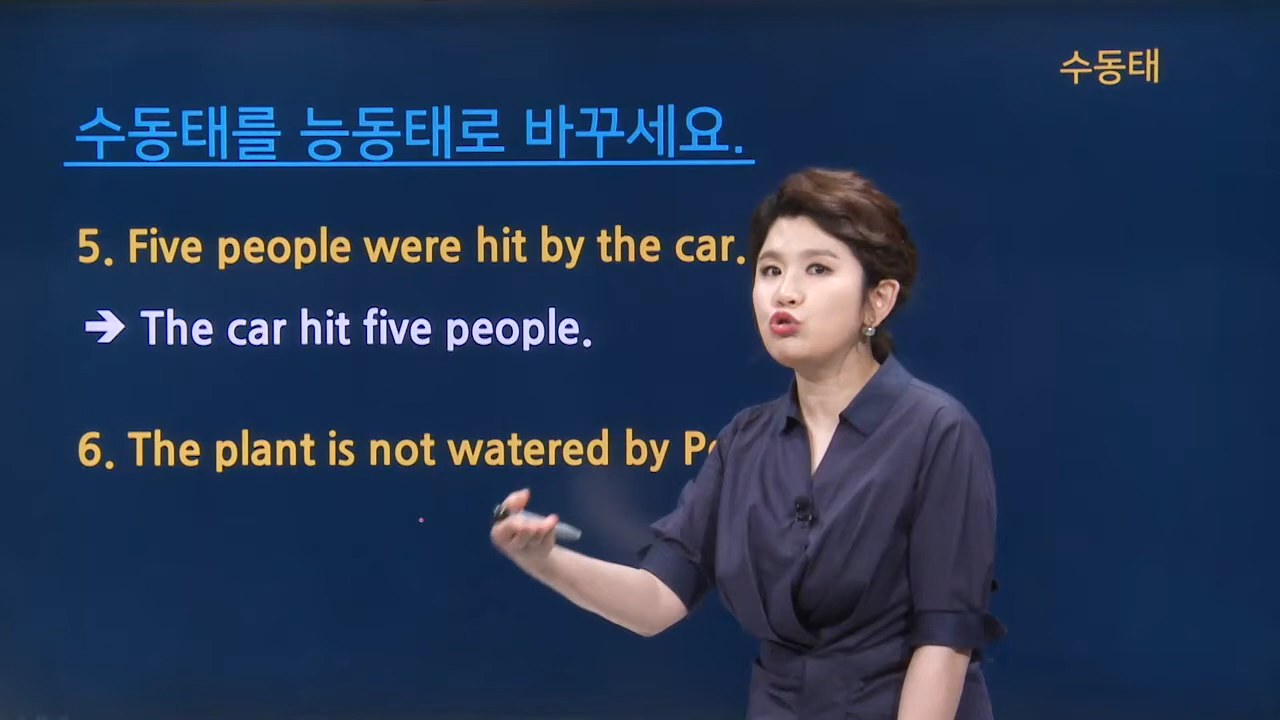 수동태
수동태를 능동태로 바꾸세요.
5. Five people were hit by the car.
➔ The car hit five people.
6. The plant is not watered by